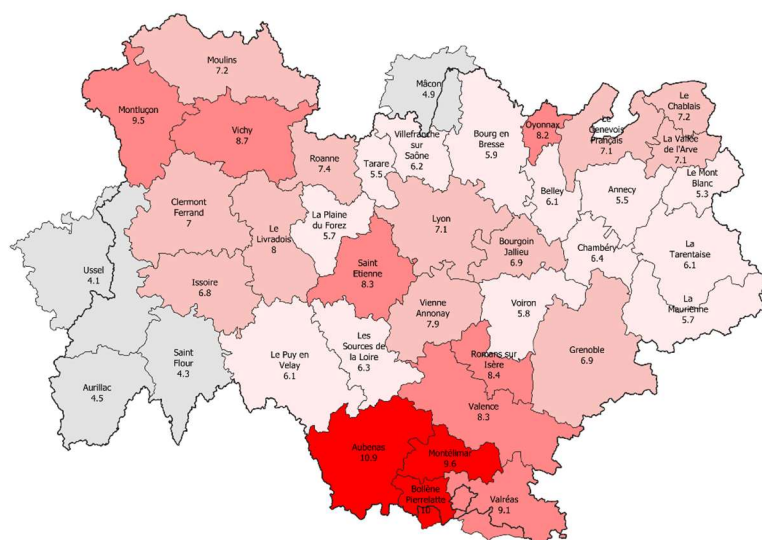 Moulins
7.2
Mâcon
4.9
Le
Chablais
7.2
Montluçon
9.5
Vichy
8.7
Oyonnax
8.2
Le
Genevois
Français
7.1
La Vallée
de l'Arve
7.1
Villefranche
sur
Saône
6.2
Bourg en
Bresse
5.9
Roanne
7.4
Tarare
5.5
Le Mont
Blanc
5.3
Belley
6.1
Annecy
5.5
Clermont
Ferrand
7
La Plaine
du Forez
5.7
Lyon
7.1
Le
Livradois
8
Bourgoin
Jallieu
6.9
Chambéry
6.4
La
Tarentaise
6.1
Ussel
4.1
Saint
Etienne
8.3
Issoire
6.8
Vienne
Annonay
7.9
Voiron
5.8
La
Maurienne
5.7
Saint
Flour
4.3
Le Puy en
Velay
6.1
Les
Sources de
la Loire
6.3
Romans sur
Isère
8.4
Grenoble
6.9
Aurillac
4.5
Valence
8.3
Aubenas
10.9
Montélimar
9.6
Bollène
Pierrelatte
10
Valréas
9.1